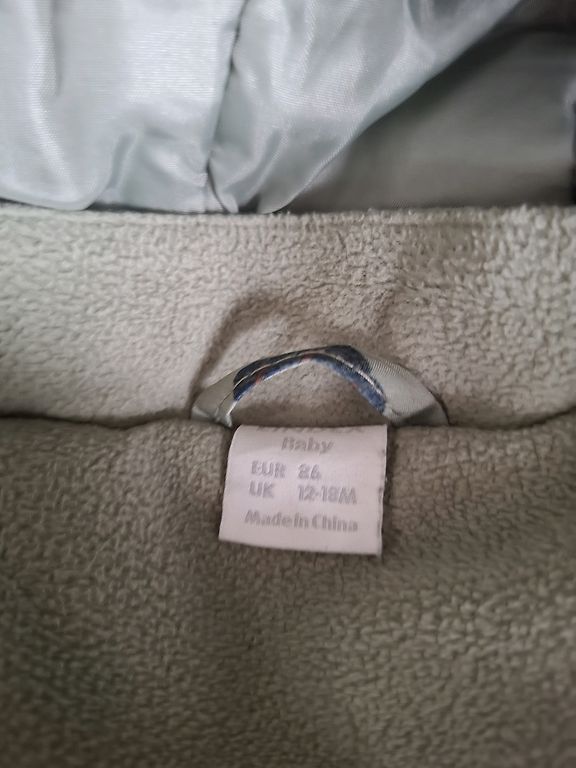 Baby
EUR 86
UK 12-18M
Made in China